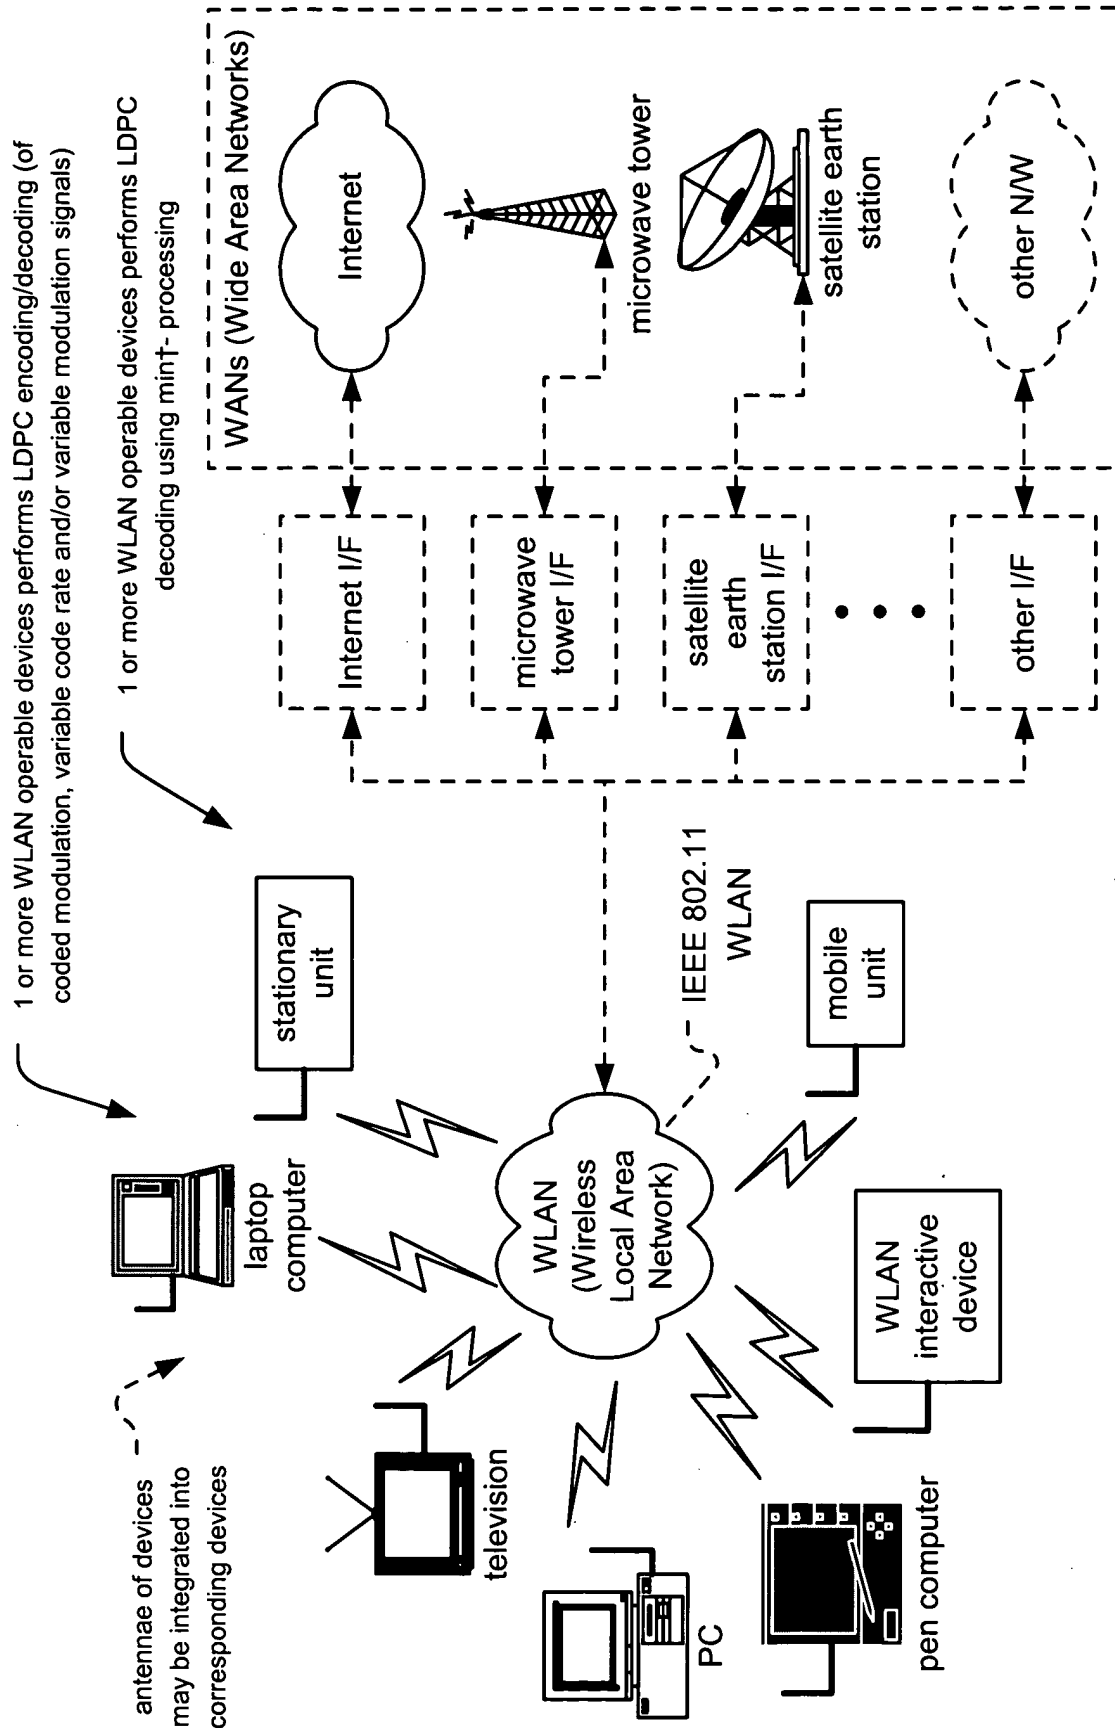 1 or more WLAN operable devices performs LDPC encoding/decoding (of
coded modulation, variable code rate and/or variable modulation signals)
1 or more WLAN operable devices performs LDPC
decoding using min†- processing
antennae of devices
may be integrated into
corresponding devices
laptop
computer
stationary
unit
television
PC
pen computer
WLAN
interactive
device
mobile
unit
WLAN
(Wireless
Local Area
Network)
IEEE 802.11
WLAN
Internet I/F
microwave
tower I/F
satellite
earth
station I/F
other I/F
WANs (Wide Area Networks)
Internet
microwave tower
satellite earth
station
other N/W